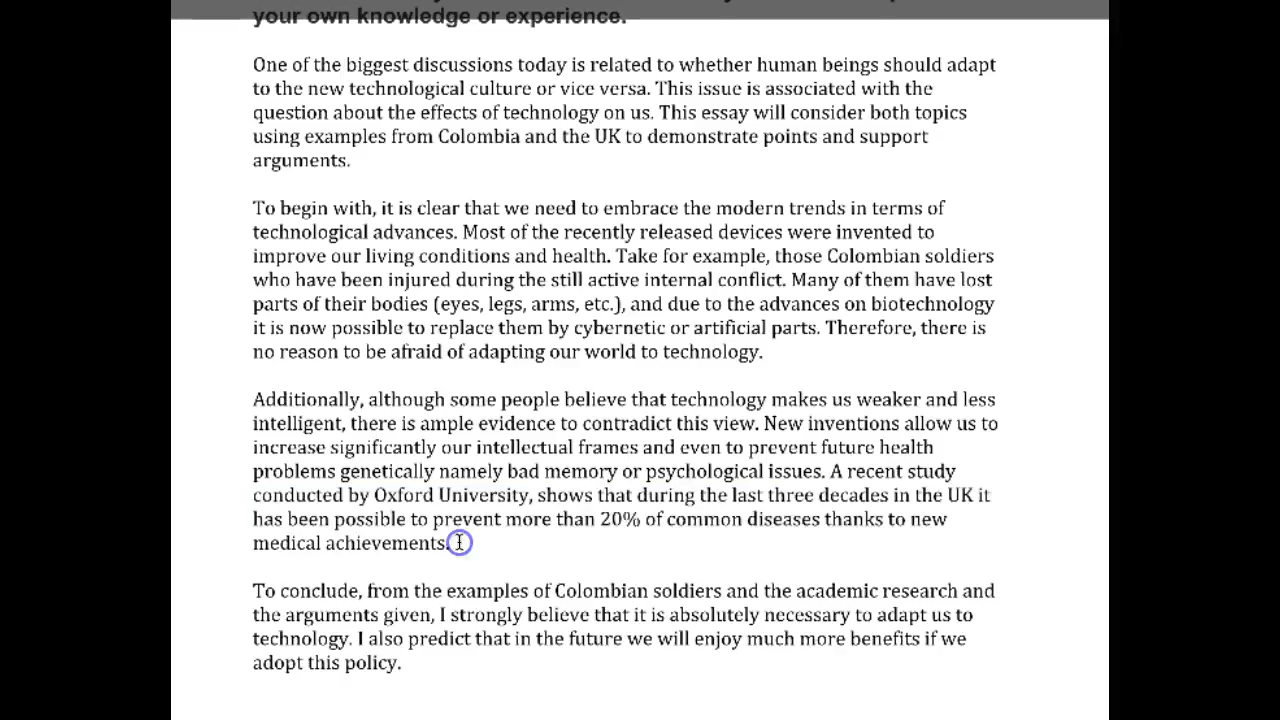 your own knowledge or experience.
One of the biggest discussions today is related to whether human beings should adapt
to the new technological culture or vice versa. This issue is associated with the
question about the effects of technology on us. This essay will consider both topics
using examples from Colombia and the UK to demonstrate points and support
arguments.
To begin with, it is clear that we need to embrace the modern trends in terms of
technological advances. Most of the recently released devices were invented to
improve our living conditions and health. Take for example, those Colombian soldiers
who have been injured during the still active internal conflict. Many of them have lost
parts of their bodies (eyes, legs, arms, etc.), and due to the advances on biotechnology
it is now possible to replace them by cybernetic or artificial parts. Therefore, there is
no reason to be afraid of adapting our world to technology.
Additionally, although some people believe that technology makes us weaker and less
intelligent, there is ample evidence to contradict this view. New inventions allow us to
increase significantly our intellectual frames and even to prevent future health
problems genetically namely bad memory or psychological issues. A recent study
conducted by Oxford University, shows that during the last three decades in the UK it
has been possible to prevent more than 20% of common diseases thanks to new
medical achievements.
To conclude, from the examples of Colombian soldiers and the academic research and
the arguments given, I strongly believe that it is absolutely necessary to adapt us to
technology. I also predict that in the future we will enjoy much more benefits if we
adopt this policy.